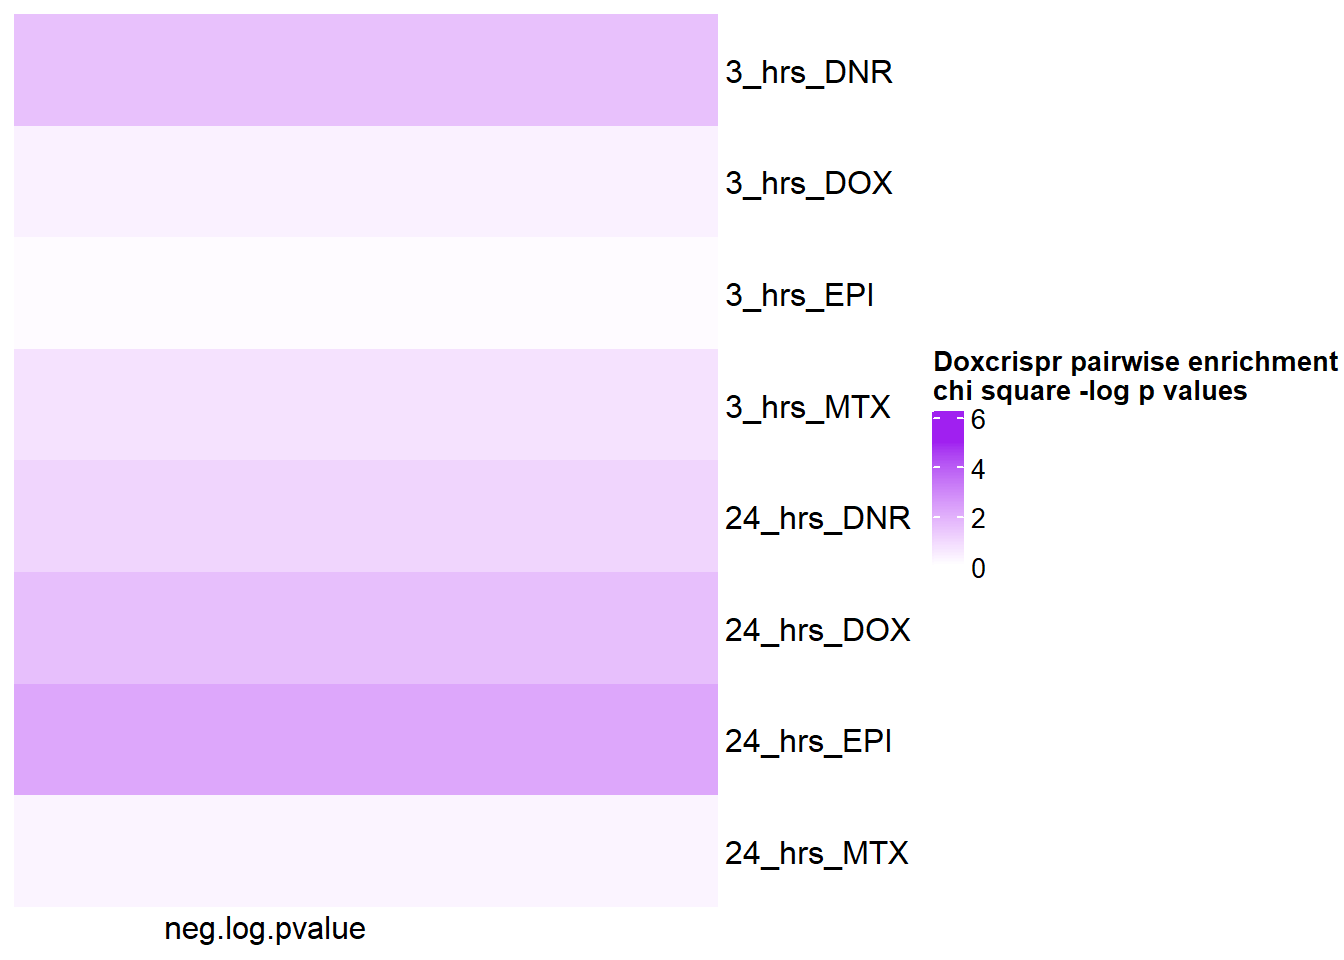 3_hrs_DNR
3_hrs_DOX
3_hrs_EPI
3_hrs_MTX
24_hrs_DNR
24_hrs_DOX
24_hrs_EPI
24_hrs_MTX
neg.log.pvalue
Doxcrispr pairwise enrichment
chi square -log p values
6
4
2
0